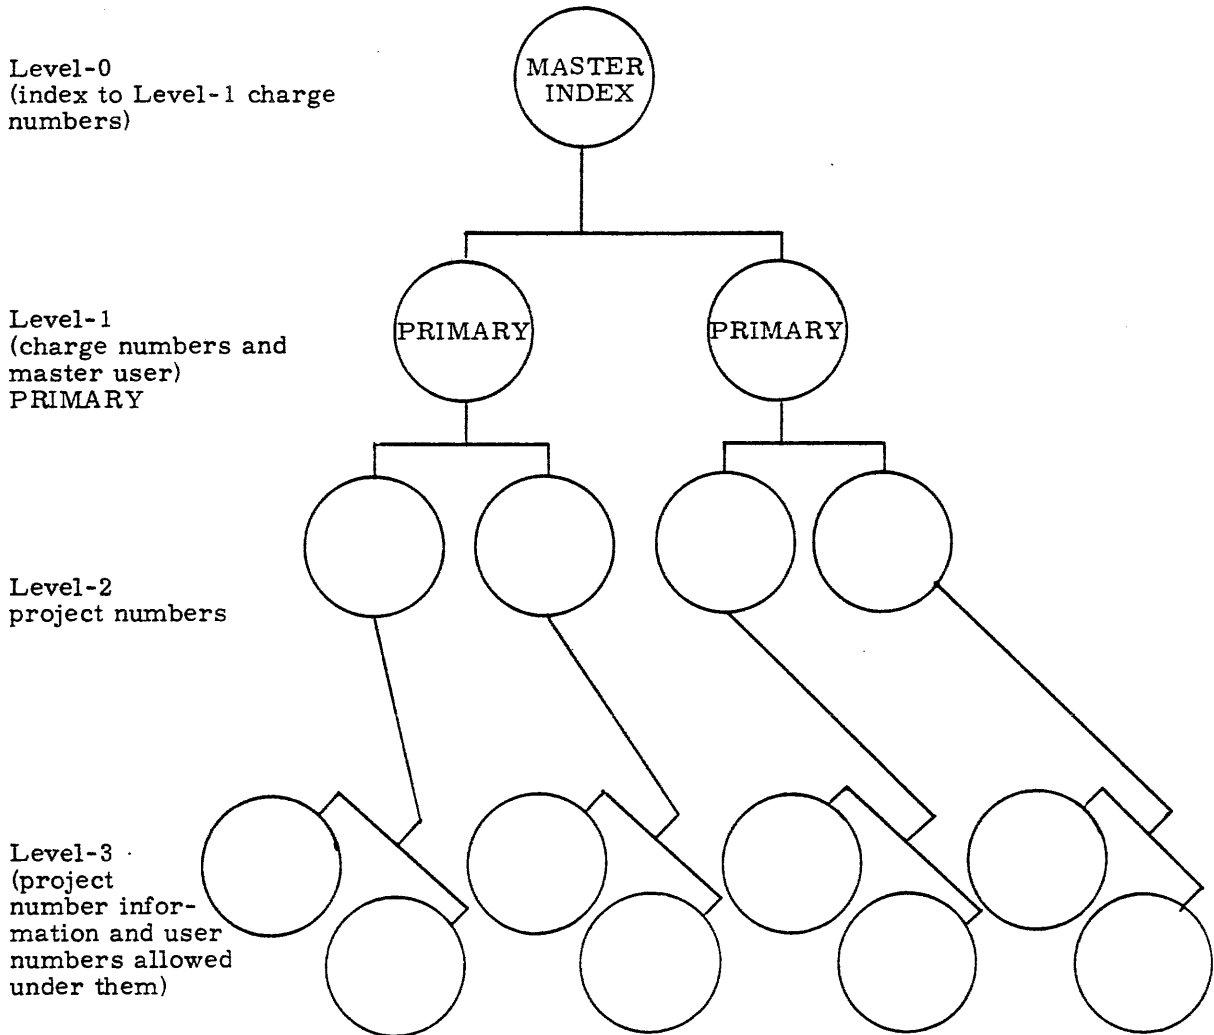 Level-0
(index to Level-1 charge
numbers)
MASTER
INDEX
Level-1
(charge numbers and
master user)
PRIMARY
PRIMARY
PRIMARY
Level-2
project numbers
Level-3
(project
number infor-
mation and user
numbers allowed
under them)